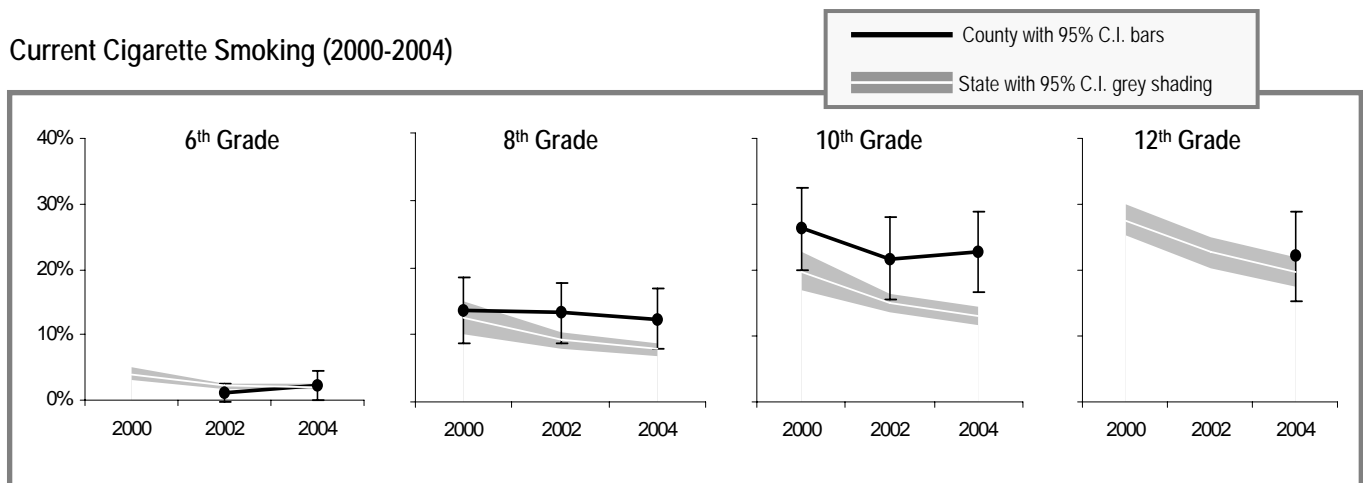 Current Cigarette Smoking (2000-2004)
County with 95% C.I. bars
State with 95% C.I. grey shading
6th Grade
8th Grade
10th Grade
12th Grade
40%
30%
20%
10%
0%
2000 2002 2004
2000 2002 2004
2000 2002 2004
2000 2002 2004